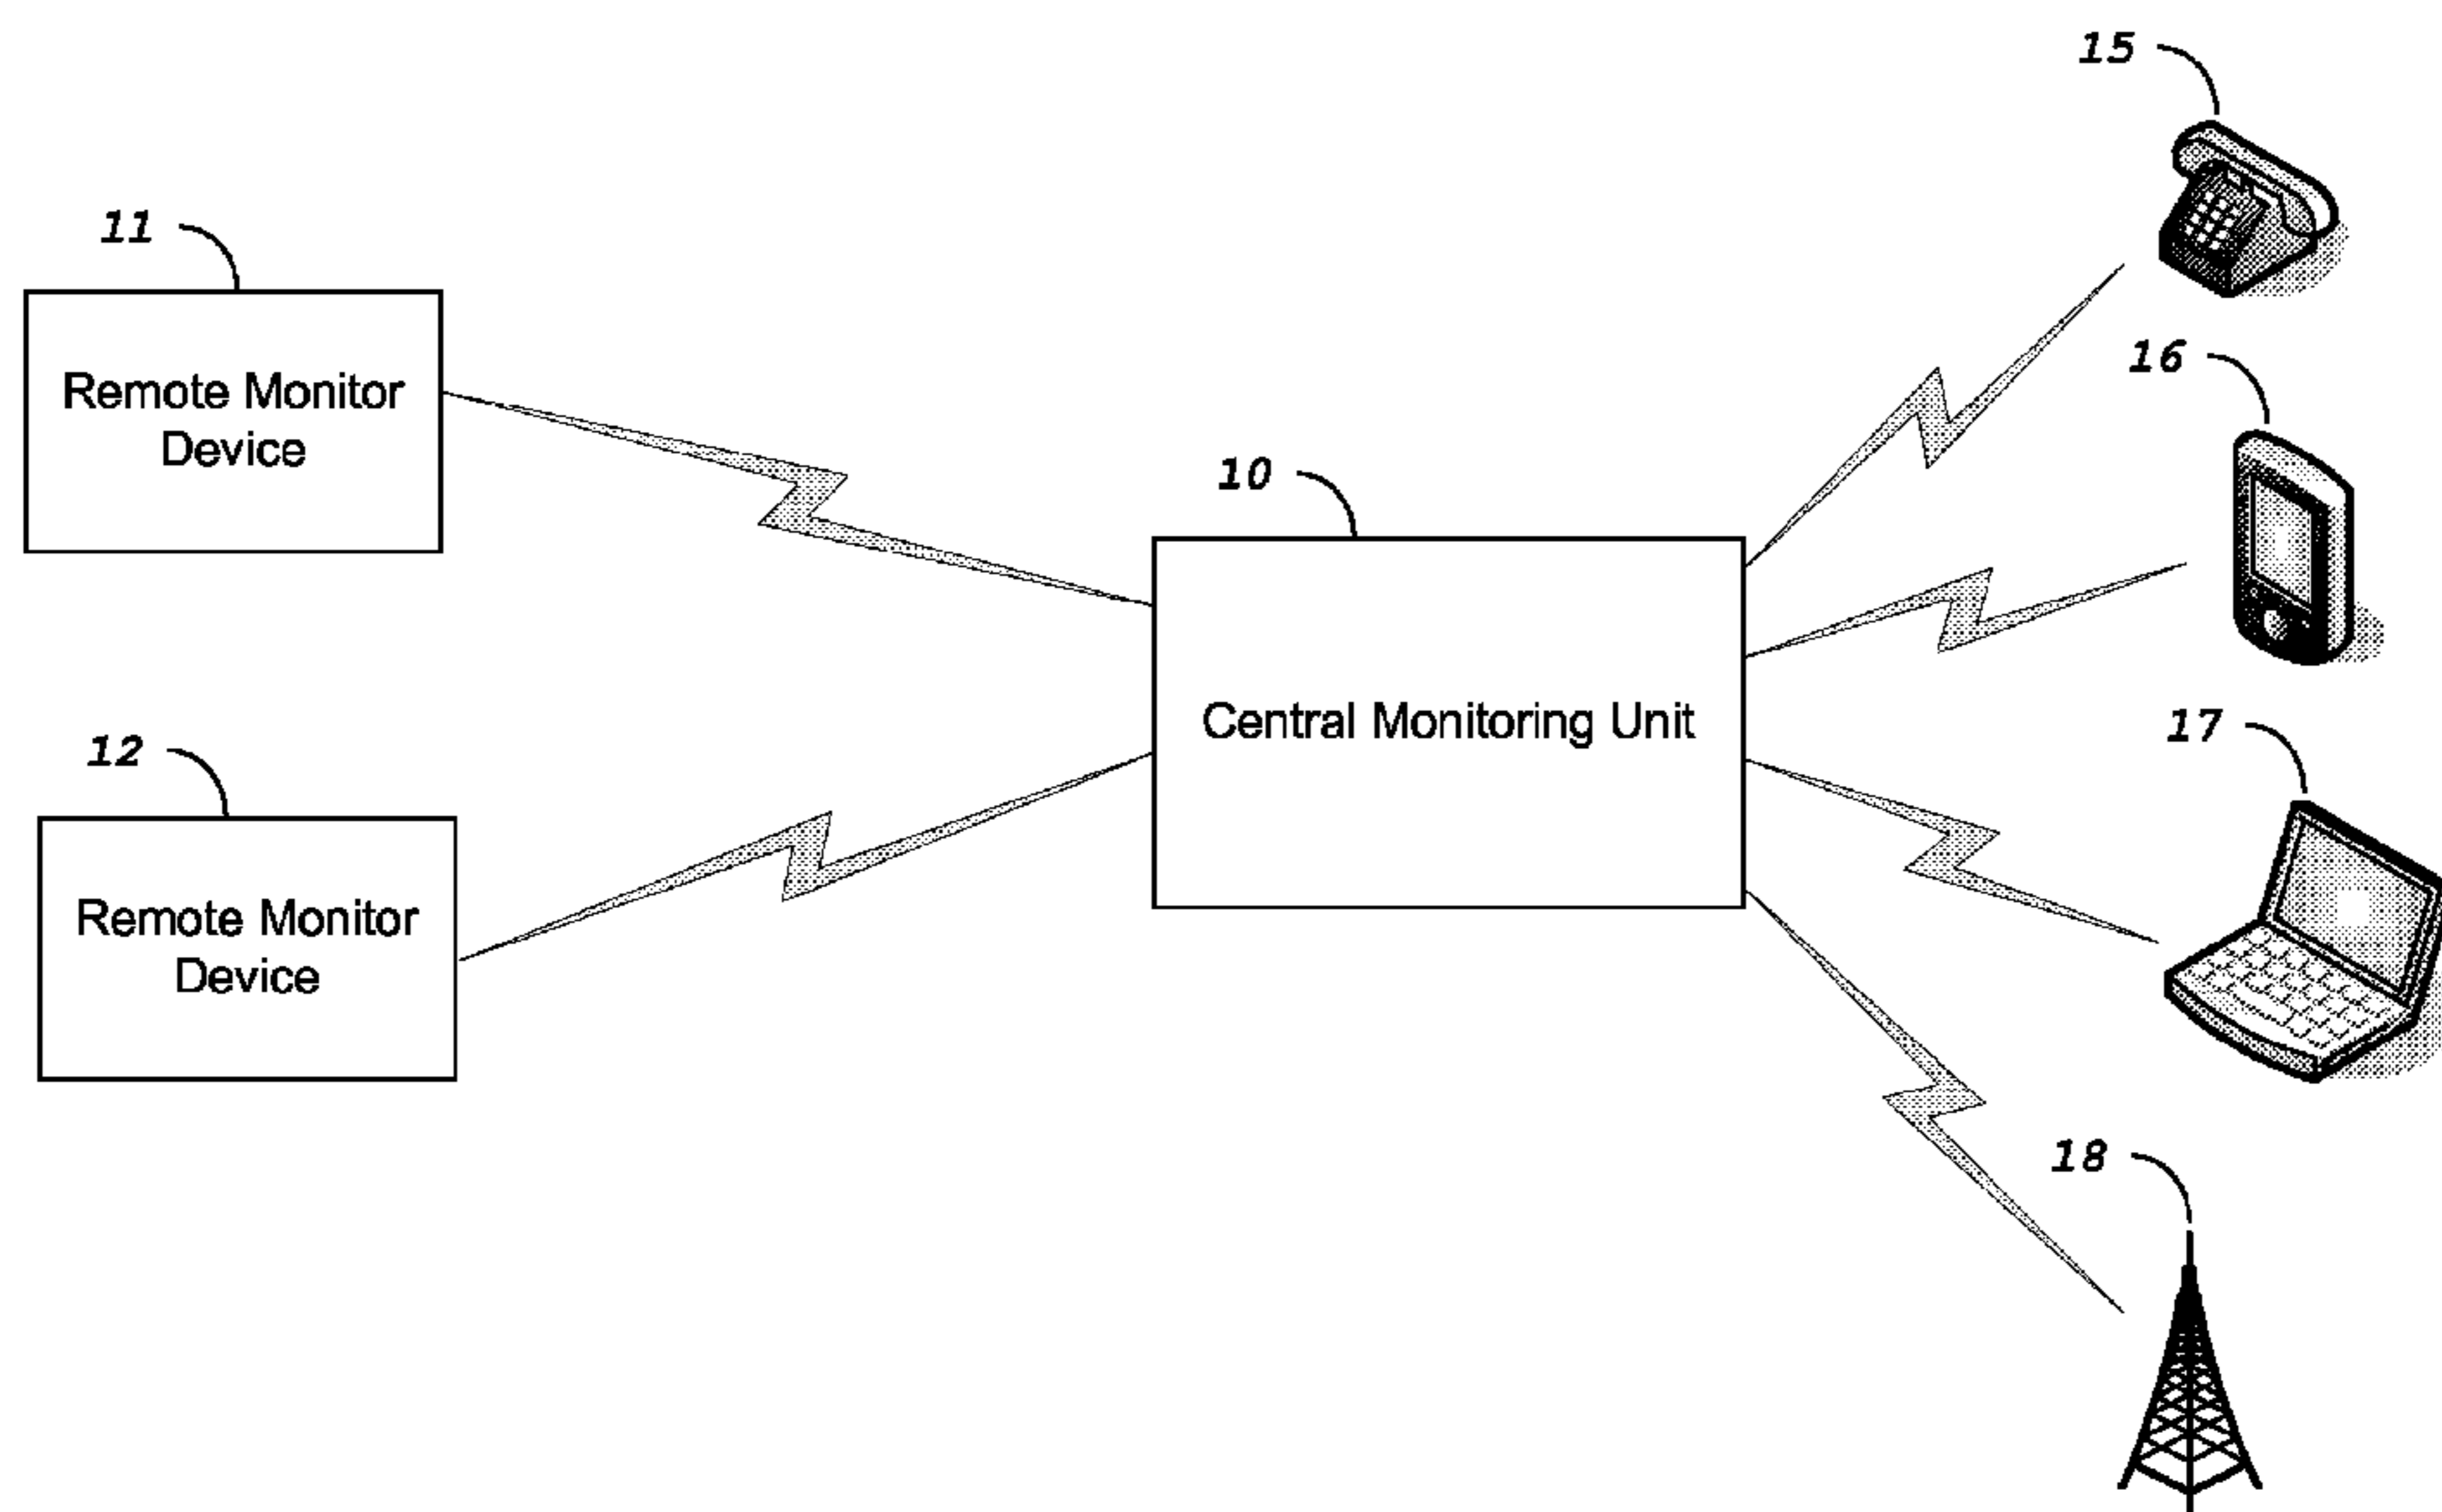 15
11
16
Remote Monitor
Device
10
17
12
Central Monitoring Unit
Remote Monitor
Device
18